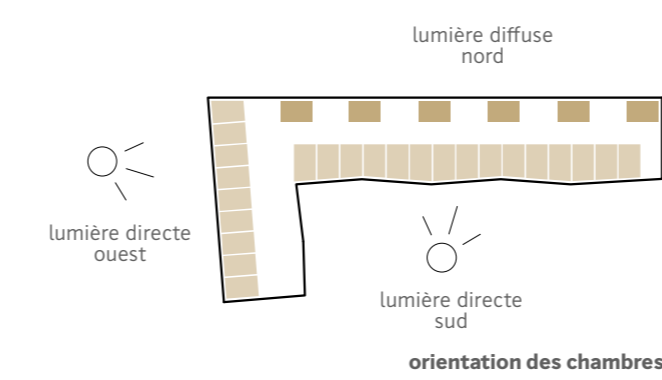 lumière diffuse
nord
lumière directe
ouest
lumière directe
sud
orientation des chambres